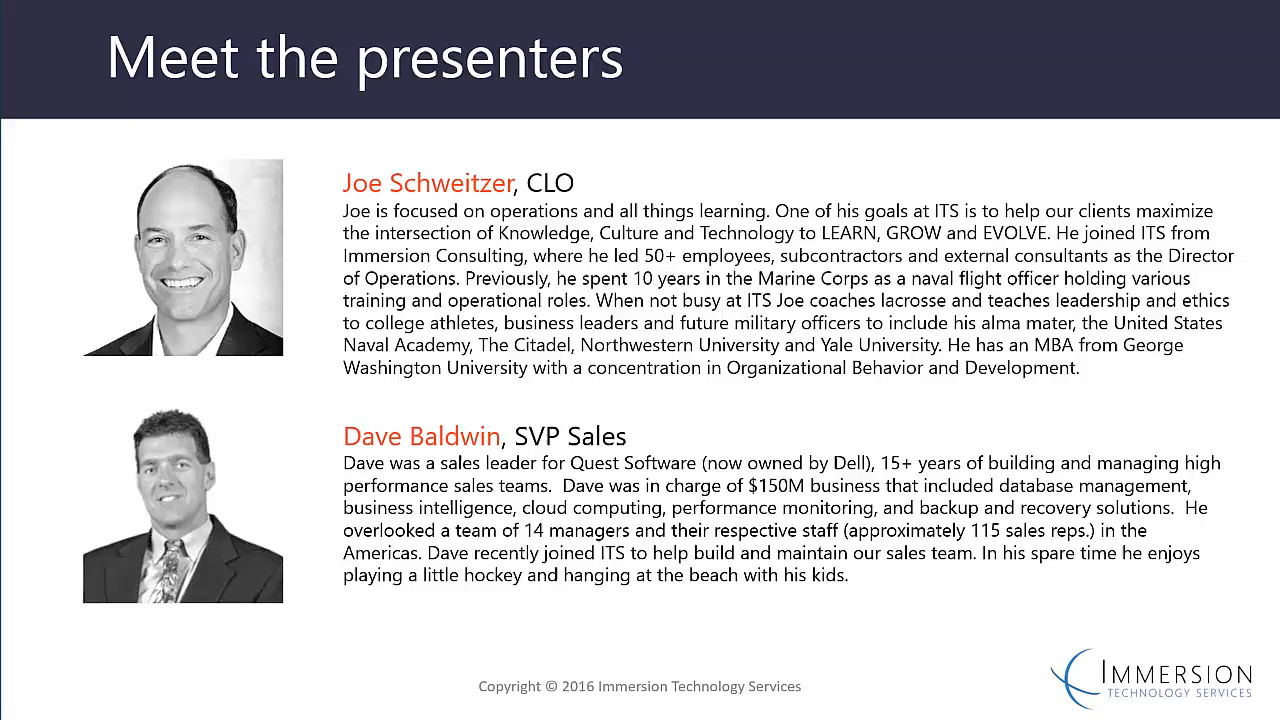 Meet the presenters
Joe Schweitzer, CLO
Joe is focused on operations and all things learning. One of his goals at ITS is to help our clients maximize
the intersection of Knowledge, Culture and Technology to LEARN, GROW and EVOLVE. He joined ITS from
Immersion Consulting, where he led 50+ employees, subcontractors and external consultants as the Director
of Operations. Previously, he spent 10 years in the Marine Corps as a naval flight officer holding various
training and operational roles. When not busy at ITS Joe coaches lacrosse and teaches leadership and ethics
to college athletes, business leaders and future military officers to include his alma mater, the United States
Naval Academy, The Citadel, Northwestern University and Yale University. He has an MBA from George
Washington University with a concentration in Organizational Behavior and Development.
Dave Baldwin, SVP Sales
Dave was a sales leader for Quest Software (now owned by Dell), 15+ years of building and managing high
performance sales teams.  Dave was in charge of $150M business that included database management,
business intelligence, cloud computing, performance monitoring, and backup and recovery solutions.  He
overlooked a team of 14 managers and their respective staff (approximately 115 sales reps.) in the
Americas. Dave recently joined ITS to help build and maintain our sales team. In his spare time he enjoys
playing a little hockey and hanging at the beach with his kids.
Copyright © 2016 Immersion Technology Services
IMMERSION
TECHNOLOGY SERVICES